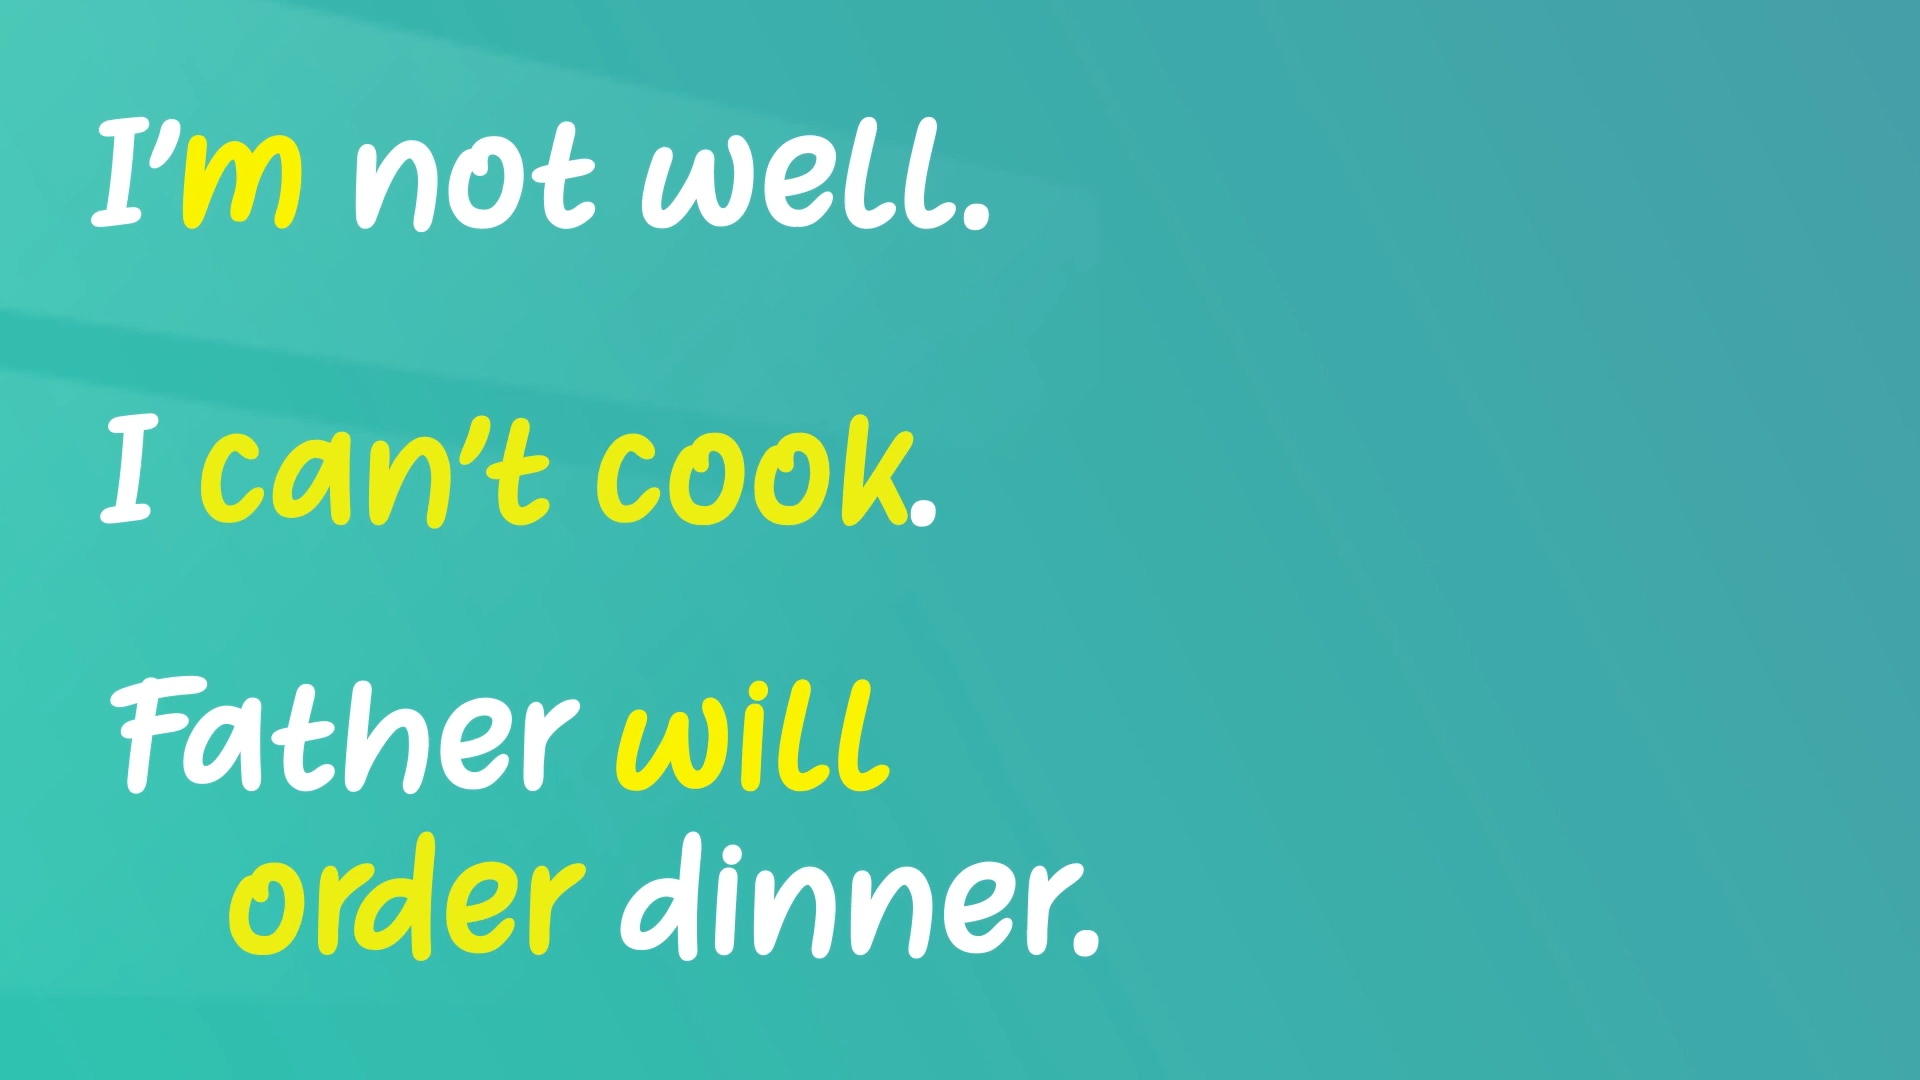 I'm not well.
I can't cook.
Father will
order dinner.